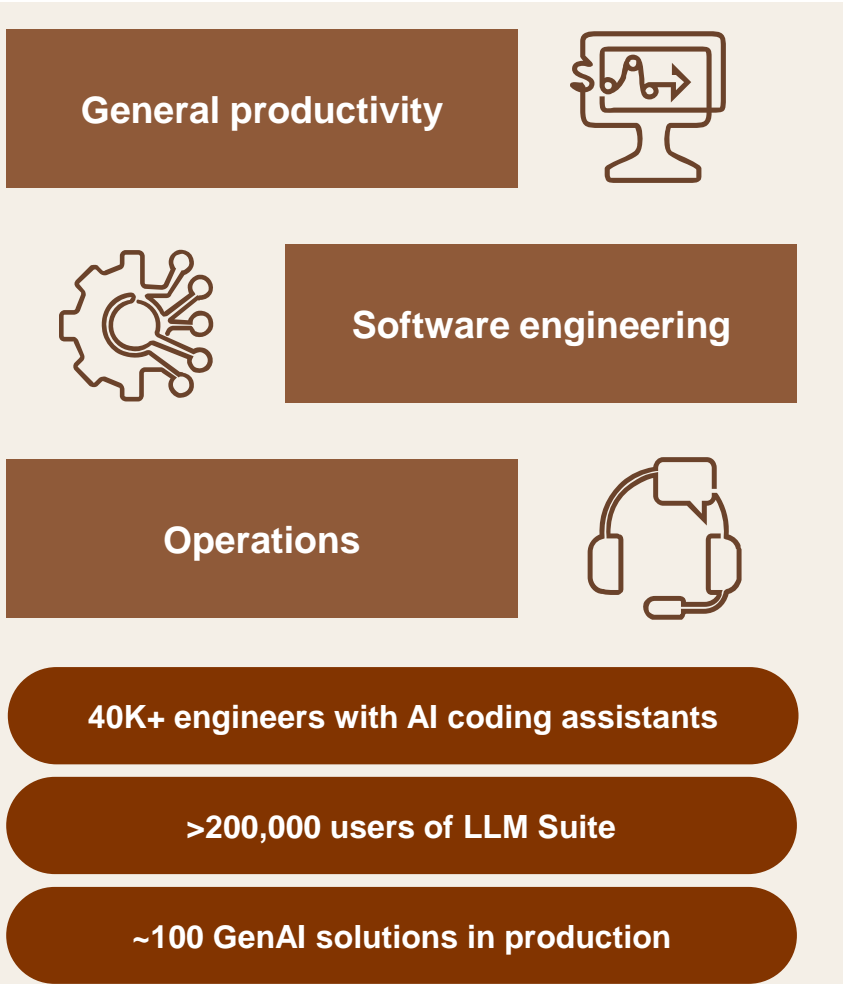 General productivity
Software engineering
Operations
40K+ engineers with AI coding assistants
>200,000 users of LLM Suite
~100 GenAI solutions in production